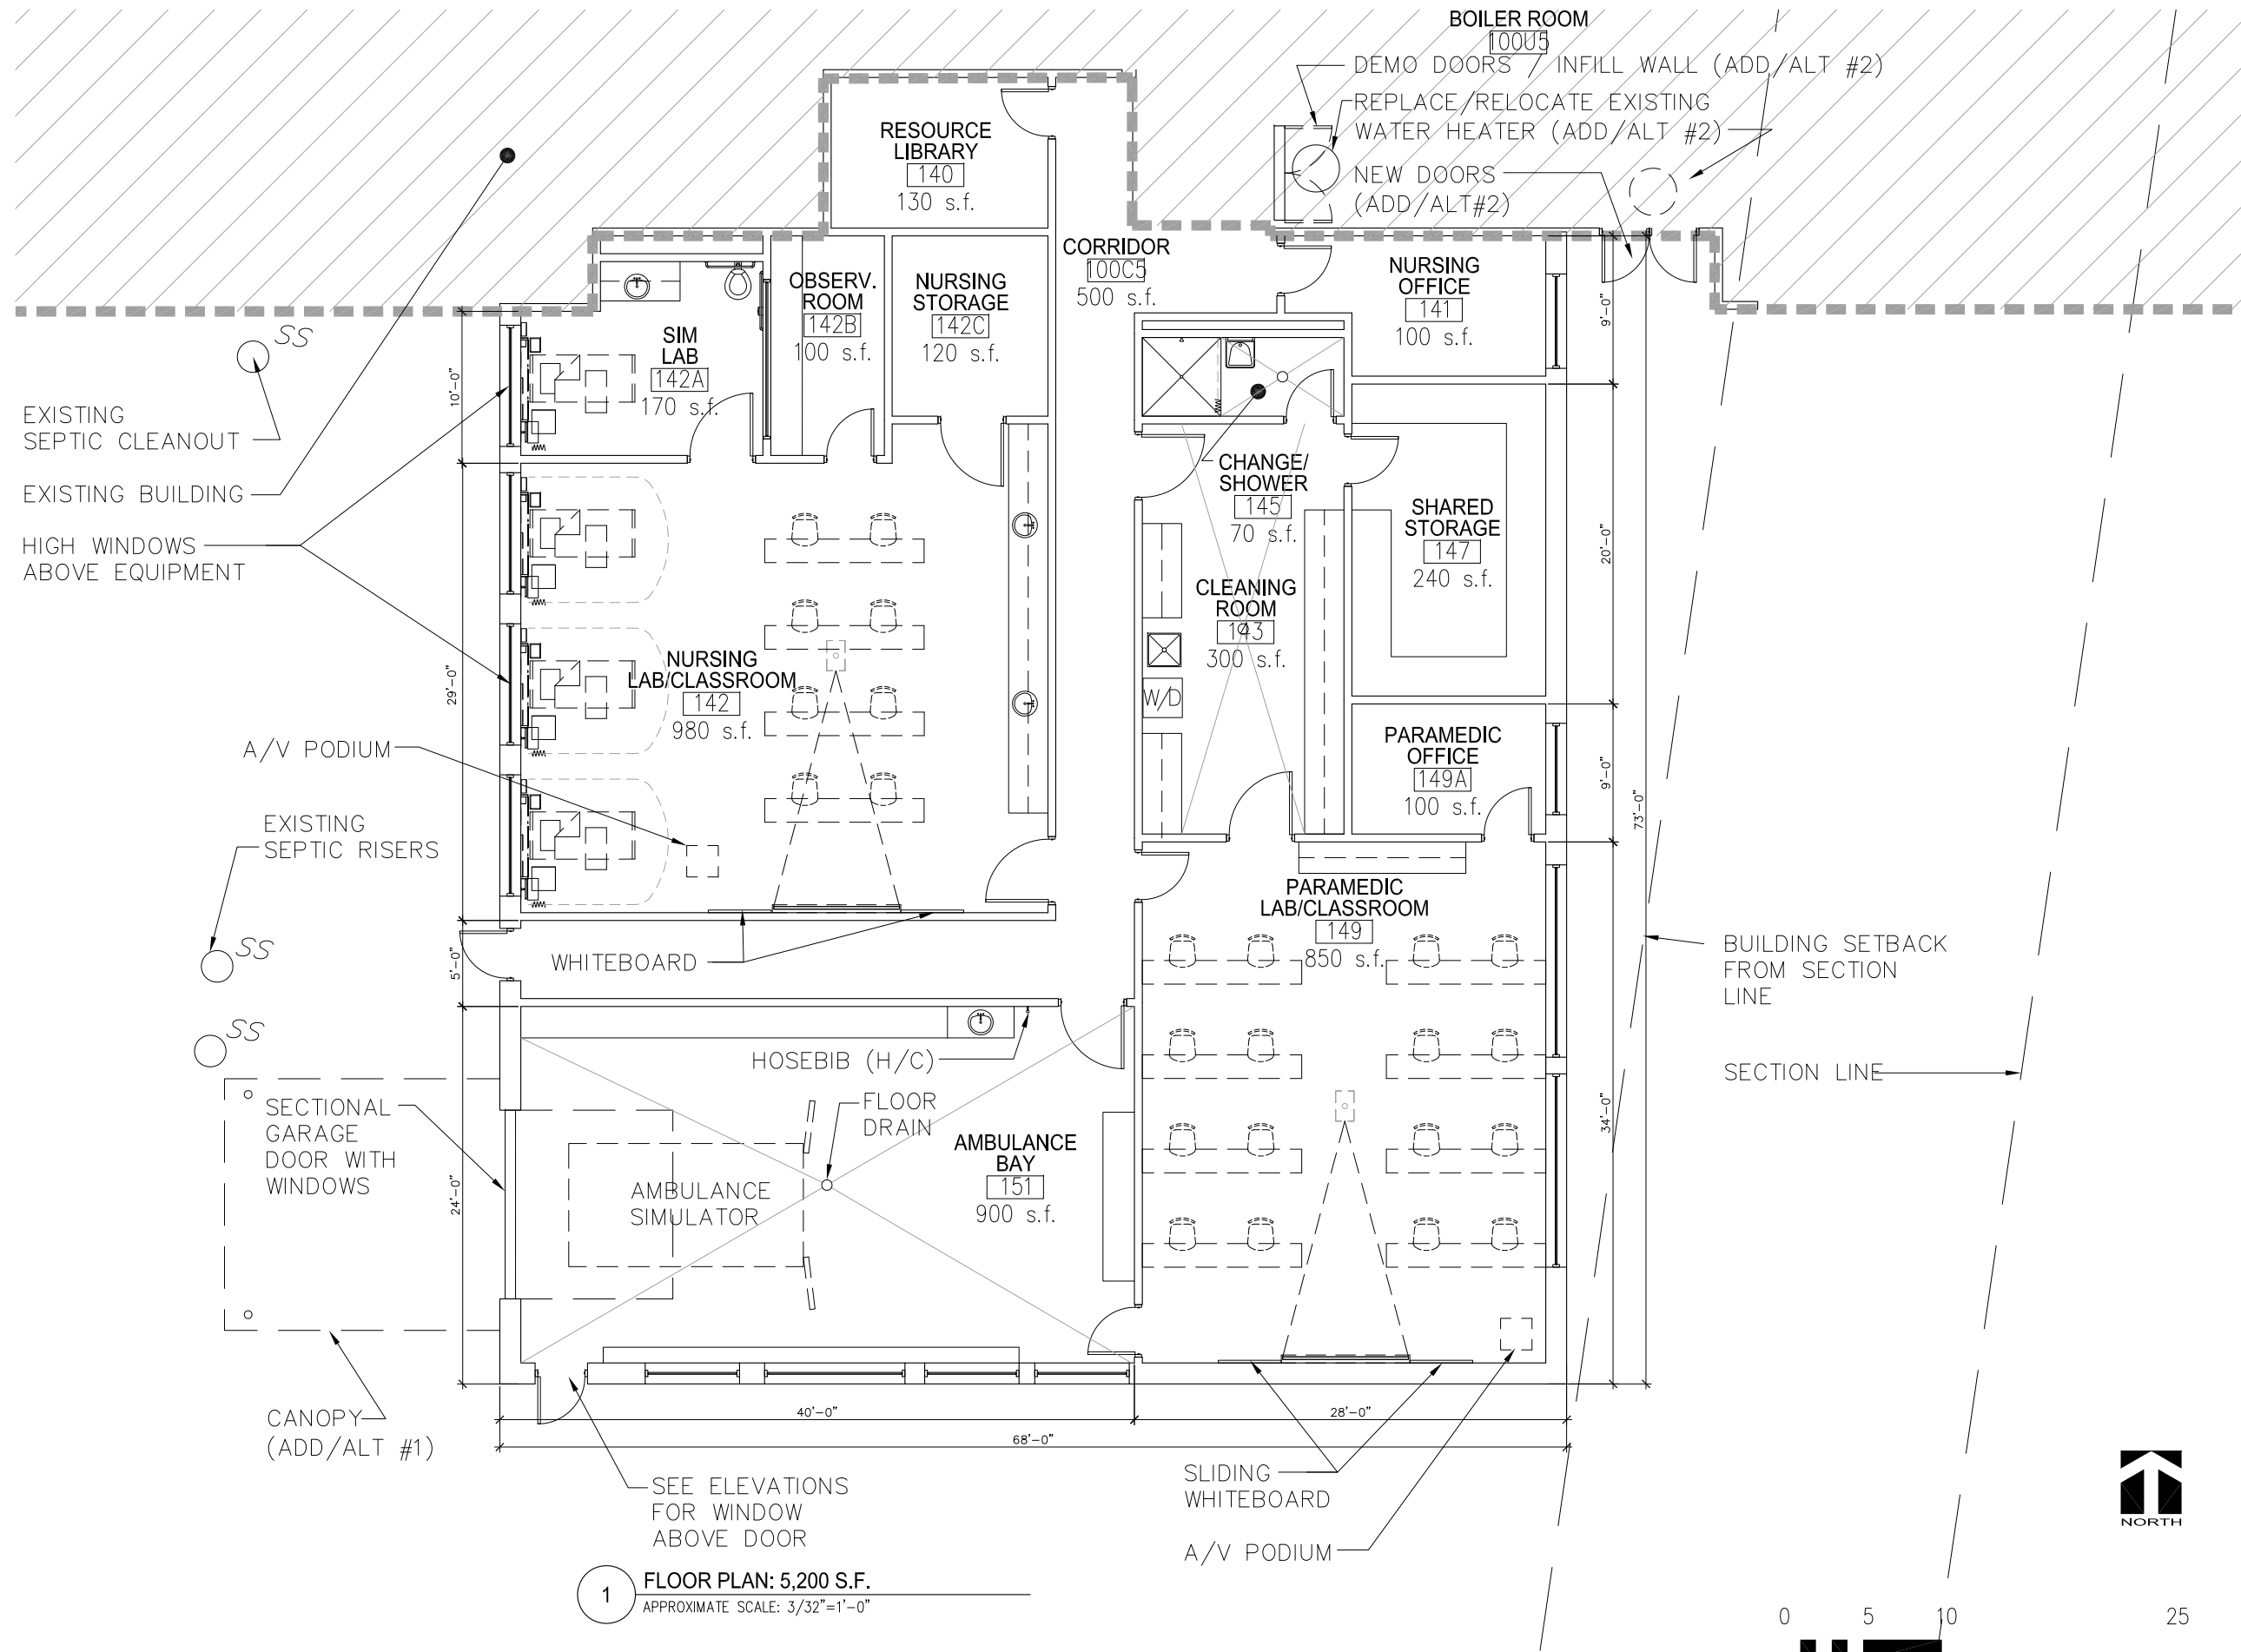 BOILER ROOM
100U5
DEMO DOORS / INFILL WALL (ADD/ALT #2)
REPLACE/RELOCATE EXISTING
WATER HEATER (ADD/ALT #2)
NEW DOORS
(ADD/ALT#2)
RESOURCE
LIBRARY
140
130 s.f.
CORRIDOR
100C5
500 s.f.
NURSING
OFFICE
141
100 s.f.
9'-0"
OBSERV.
ROOM
142B
100 s.f.
NURSING
STORAGE
142C
120 s.f.
SIM
LAB
142A
170 s.f.
10'-0"
SS
EXISTING
SEPTIC CLEANOUT
EXISTING BUILDING
HIGH WINDOWS
ABOVE EQUIPMENT
CHANGE/
SHOWER
145
70 s.f.
SHARED
STORAGE
147
240 s.f.
20'-0"
CLEANING
ROOM
143
300 s.f.
W/D
NURSING
LAB/CLASSROOM
142
980 s.f.
29'-0"
A/V PODIUM
PARAMEDIC
OFFICE
149A
100 s.f.
9'-0"
73'-0"
EXISTING
SEPTIC RISERS
SS
SS
PARAMEDIC
LAB/CLASSROOM
149
850 s.f.
WHITEBOARD
5'-0"
BUILDING SETBACK
FROM SECTION
LINE
SECTION LINE
HOSEBIB (H/C)
FLOOR
DRAIN
SECTIONAL
GARAGE
DOOR WITH
WINDOWS
AMBULANCE
SIMULATOR
AMBULANCE
BAY
151
900 s.f.
24'-0"
34'-0"
CANOPY
(ADD/ALT #1)
40'-0"
28'-0"
68'-0"
SEE ELEVATIONS
FOR WINDOW
ABOVE DOOR
SLIDING
WHITEBOARD
A/V PODIUM
NORTH
1
FLOOR PLAN: 5,200 S.F.
APPROXIMATE SCALE: 3/32"=1'-0"
0 5 10 25